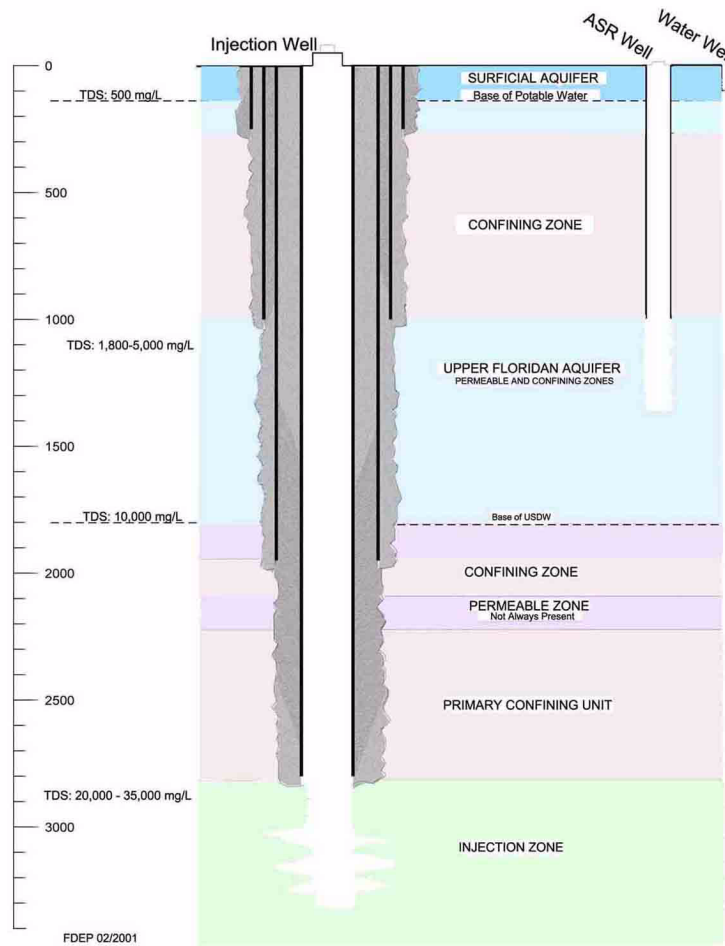 Injection Well
ASR Well
Water We
0
SURFICIAL AQUIFER
TDS: 500 mg/L
Base of Potable Water
500
CONFINING ZONE
1000
TDS: 1,800-5,000 mg/L
UPPER FLORIDAN AQUIFER
PERMEABLE AND CONFINING ZONES
1500
TDS: 10,000 mg/L
Base of USDW
2000
CONFINING ZONE
PERMEABLE ZONE
Not Always Present
2500
PRIMARY CONFINING UNIT
TDS: 20,000 - 35,000 mg/L
3000
INJECTION ZONE
FDEP 02/2001